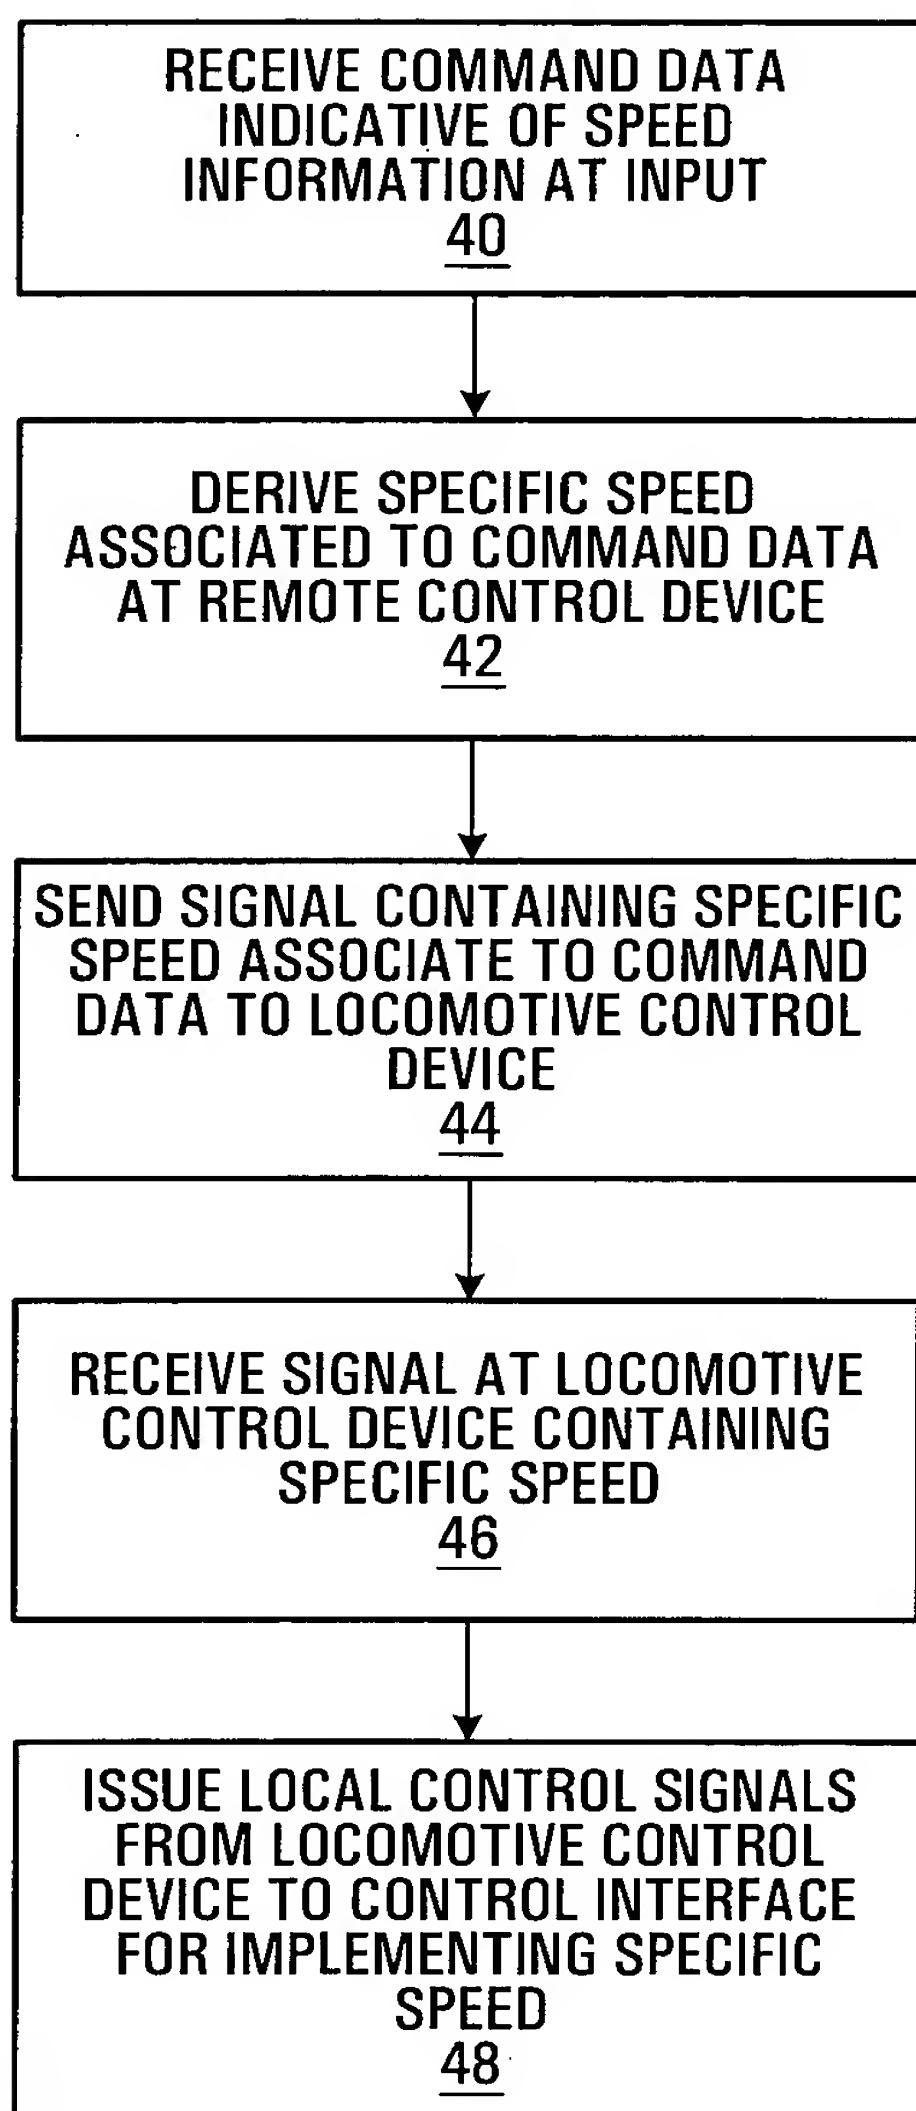 RECEIVE COMMAND DATA
INDICATIVE OF SPEED
INFORMATION AT INPUT
40
DERIVE SPECIFIC SPEED
ASSOCIATED TO COMMAND DATA
AT REMOTE CONTROL DEVICE
42
SEND SIGNAL CONTAINING SPECIFIC
SPEED ASSOCIATE TO COMMAND
DATA TO LOCOMOTIVE CONTROL
DEVICE
44
RECEIVE SIGNAL AT LOCOMOTIVE
CONTROL DEVICE CONTAINING
SPECIFIC SPEED
46
ISSUE LOCAL CONTROL SIGNALS
FROM LOCOMOTIVE CONTROL
DEVICE TO CONTROL INTERFACE
FOR IMPLEMENTING SPECIFIC
SPEED
48